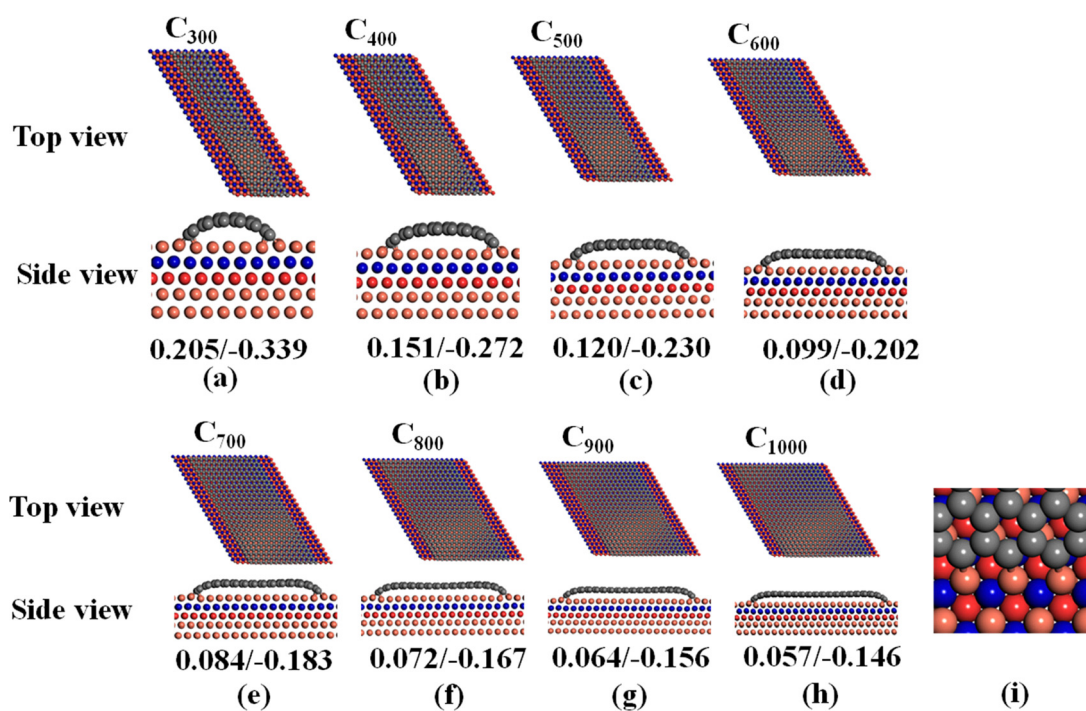 C300 C400 C500 C600
Top view
Side view
0.205/-0.339 0.151/-0.272 0.120/-0.230 0.099/-0.202
(a) (b) (c) (d)
C700 C800 C900 C1000
Top view
Side view
0.084/-0.183 0.072/-0.167 0.064/-0.156 0.057/-0.146
(e) (f) (g) (h) (i)